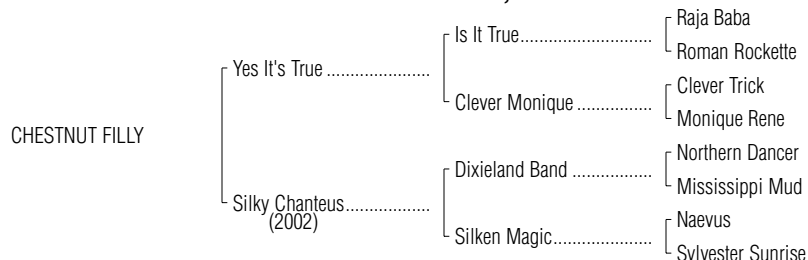 Raja Baba
Is It True
Roman Rockette
Yes It's True
Clever Trick
Clever Monique
Monique Rene
CHESTNUT FILLY
Northern Dancer
Dixieland Band
Mississippi Mud
Silky Chanteus
(2002)
Naevus
Silken Magic
Sylvester Sunrise